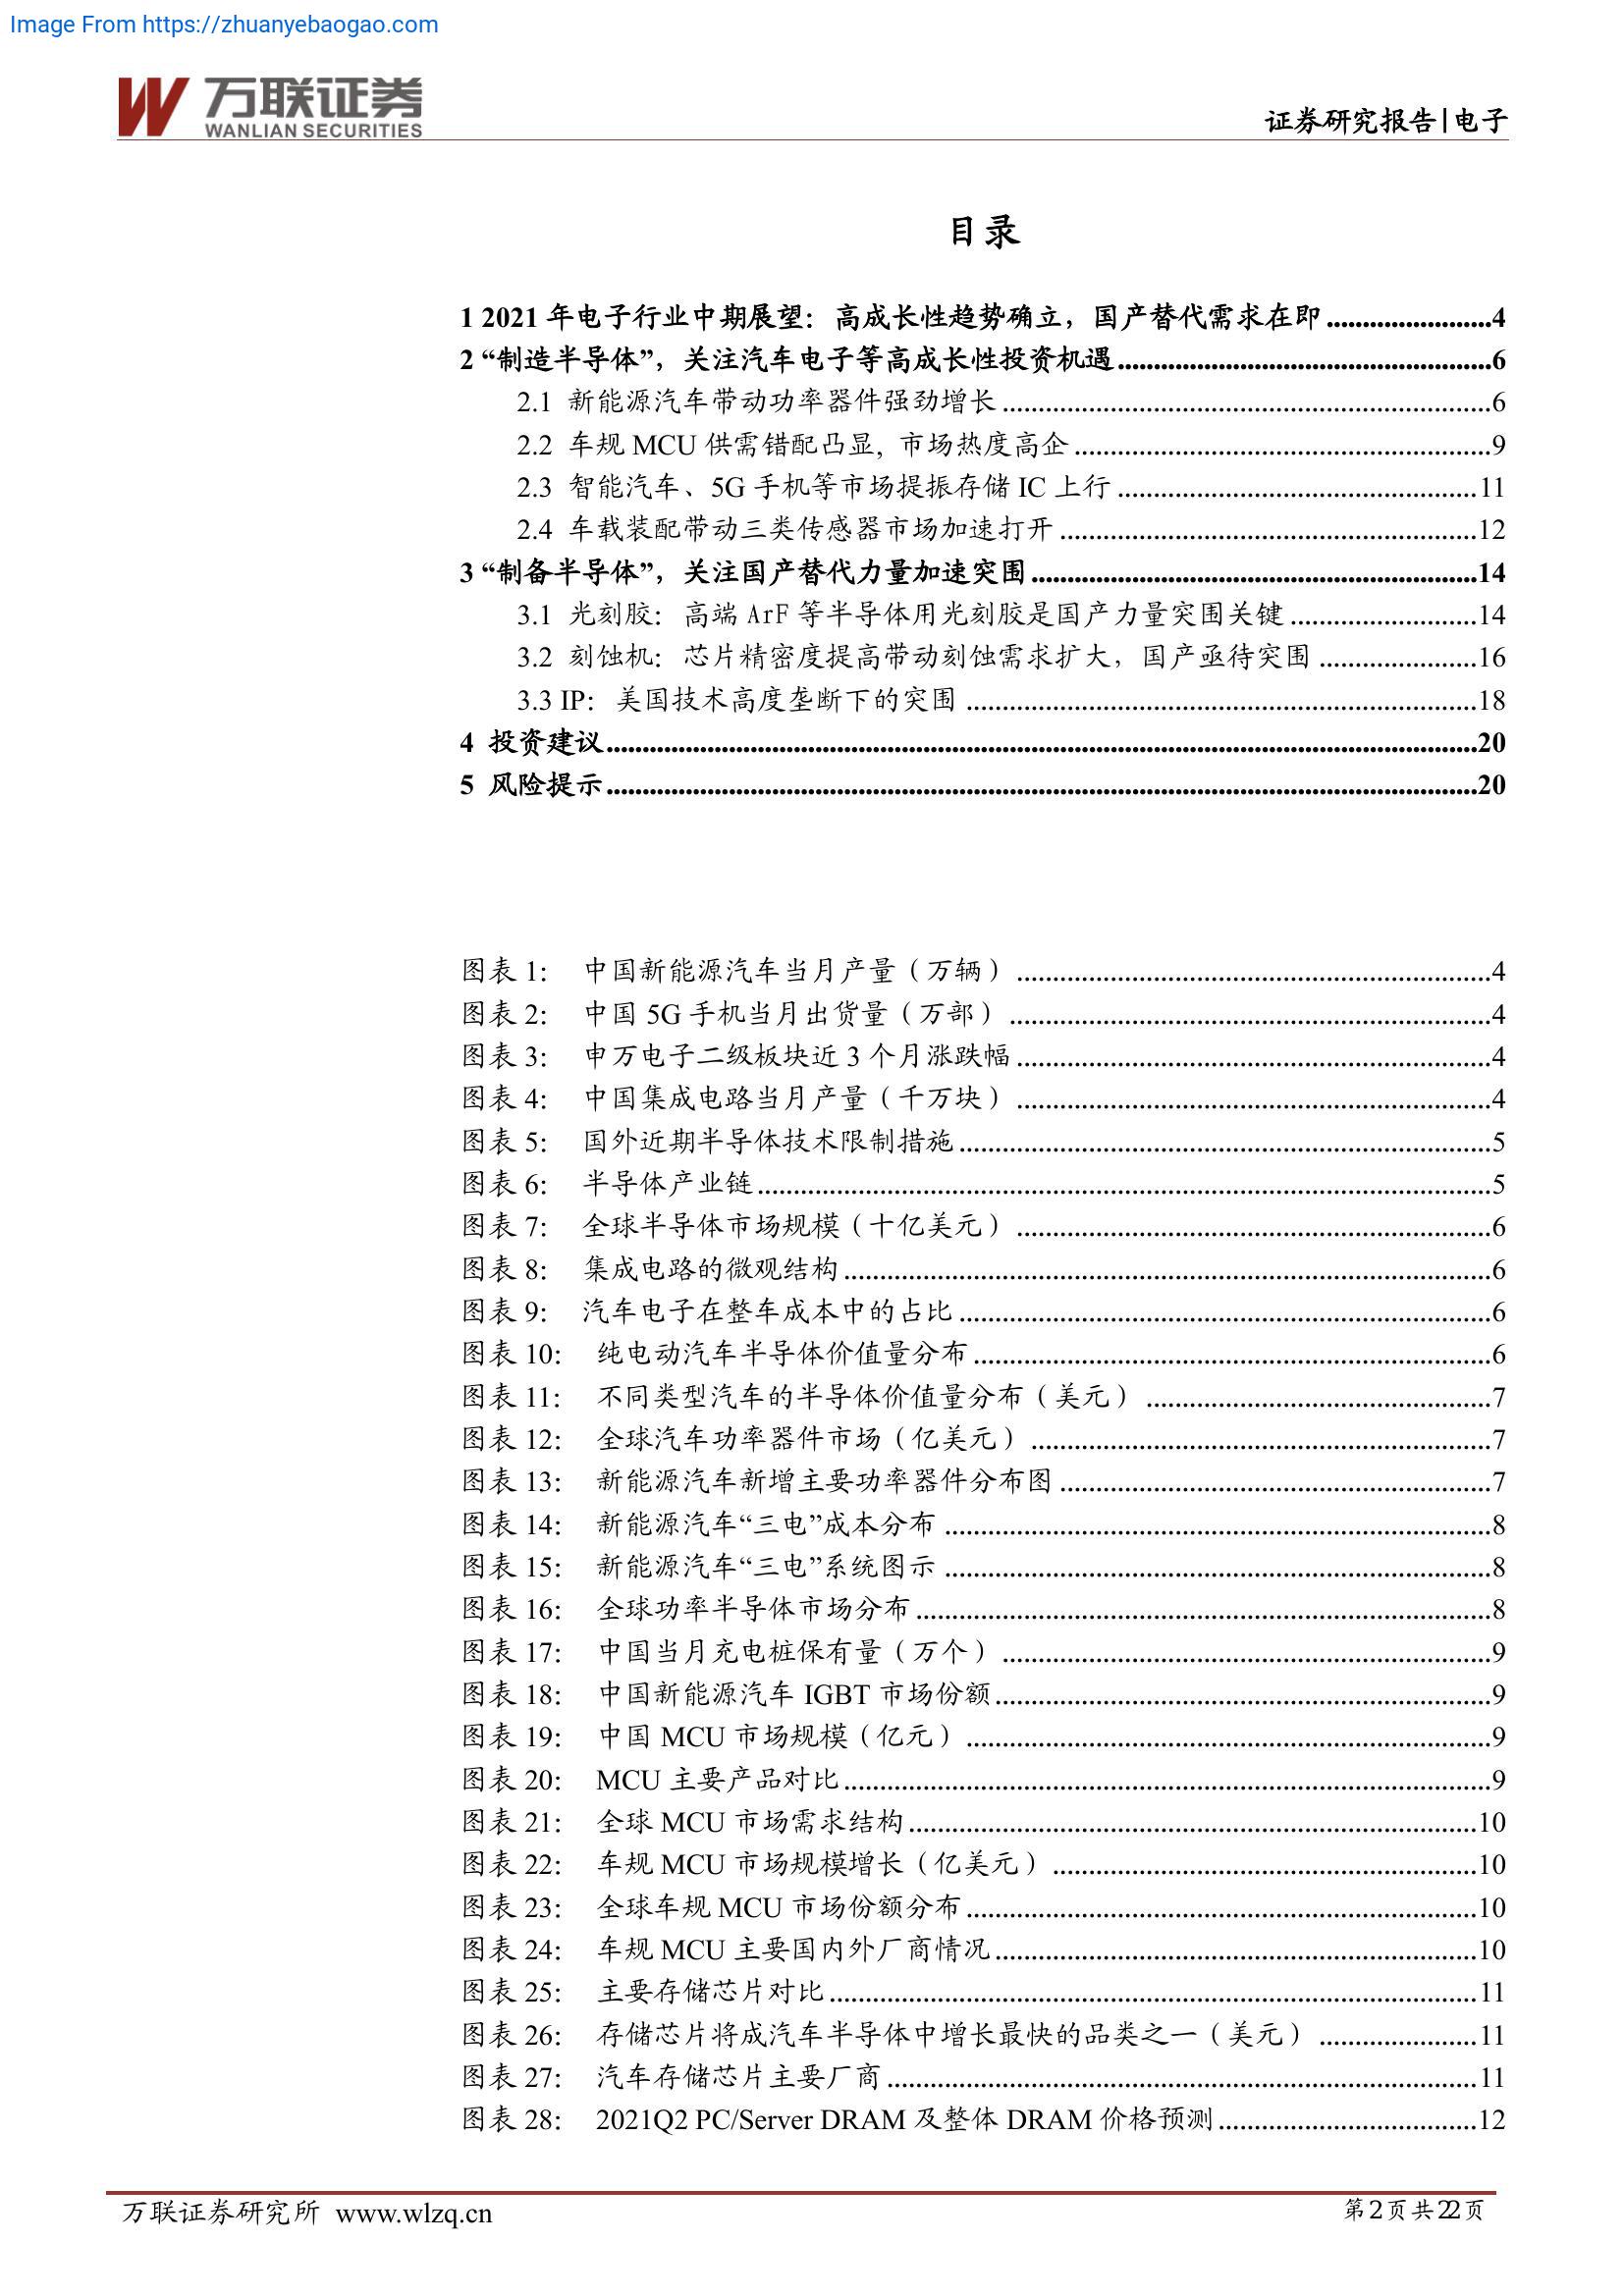 Image From https://zhuanyebaogao.com
万联证券
WANLIAN SECURITIES
证券研究报告|电子
目录
1 2021 年电子行业中期展望：高成长性趋势确立，国产替代需求在即.......................4
2 “制造半导体”，关注汽车电子等高成长性投资机遇....................................................6
2.1 新能源汽车带动功率器件强劲增长....................................................................6
2.2 车规 MCU 供需错配凸显, 市场热度高企..........................................................9
2.3 智能汽车、5G 手机等市场提振存储 IC 上行..................................................11
2.4 车载装配带动三类传感器市场加速打开..........................................................12
3 “制备半导体”，关注国产替代力量加速突围..............................................................14
3.1 光刻胶：高端 ArF 等半导体用光刻胶是国产力量突围关键..........................14
3.2 刻蚀机：芯片精密度提高带动刻蚀需求扩大，国产亟待突围......................16
3.3 IP：美国技术高度垄断下的突围.......................................................................18
4 投资建议.........................................................................................................................20
5 风险提示.........................................................................................................................20
图表 1： 中国新能源汽车当月产量（万辆）..................................................................4
图表 2： 中国 5G 手机当月出货量（万部）...................................................................4
图表 3： 申万电子二级板块近 3 个月涨跌幅..................................................................4
图表 4： 中国集成电路当月产量（千万块）..................................................................4
图表 5： 国外近期半导体技术限制措施..........................................................................5
图表 6： 半导体产业链......................................................................................................5
图表 7： 全球半导体市场规模（十亿美元）..................................................................6
图表 8： 集成电路的微观结构..........................................................................................6
图表 9： 汽车电子在整车成本中的占比..........................................................................6
图表 10： 纯电动汽车半导体价值量分布........................................................................6
图表 11： 不同类型汽车的半导体价值量分布（美元）................................................7
图表 12： 全球汽车功率器件市场（亿美元）................................................................7
图表 13： 新能源汽车新增主要功率器件分布图............................................................7
图表 14： 新能源汽车“三电”成本分布............................................................................8
图表 15： 新能源汽车“三电”系统图示............................................................................8
图表 16： 全球功率半导体市场分布................................................................................8
图表 17： 中国当月充电桩保有量（万个）....................................................................9
图表 18： 中国新能源汽车 IGBT 市场份额.....................................................................9
图表 19： 中国 MCU 市场规模（亿元）.........................................................................9
图表 20： MCU 主要产品对比..........................................................................................9
图表 21： 全球 MCU 市场需求结构...............................................................................10
图表 22： 车规 MCU 市场规模增长（亿美元）...........................................................10
图表 23： 全球车规 MCU 市场份额分布.......................................................................10
图表 24： 车规 MCU 主要国内外厂商情况...................................................................10
图表 25： 主要存储芯片对比..........................................................................................11
图表 26： 存储芯片将成汽车半导体中增长最快的品类之一（美元）......................11
图表 27： 汽车存储芯片主要厂商..................................................................................11
图表 28： 2021Q2 PC/Server DRAM 及整体 DRAM 价格预测....................................12
万联证券研究所 www.wlzq.cn
第2页共22页